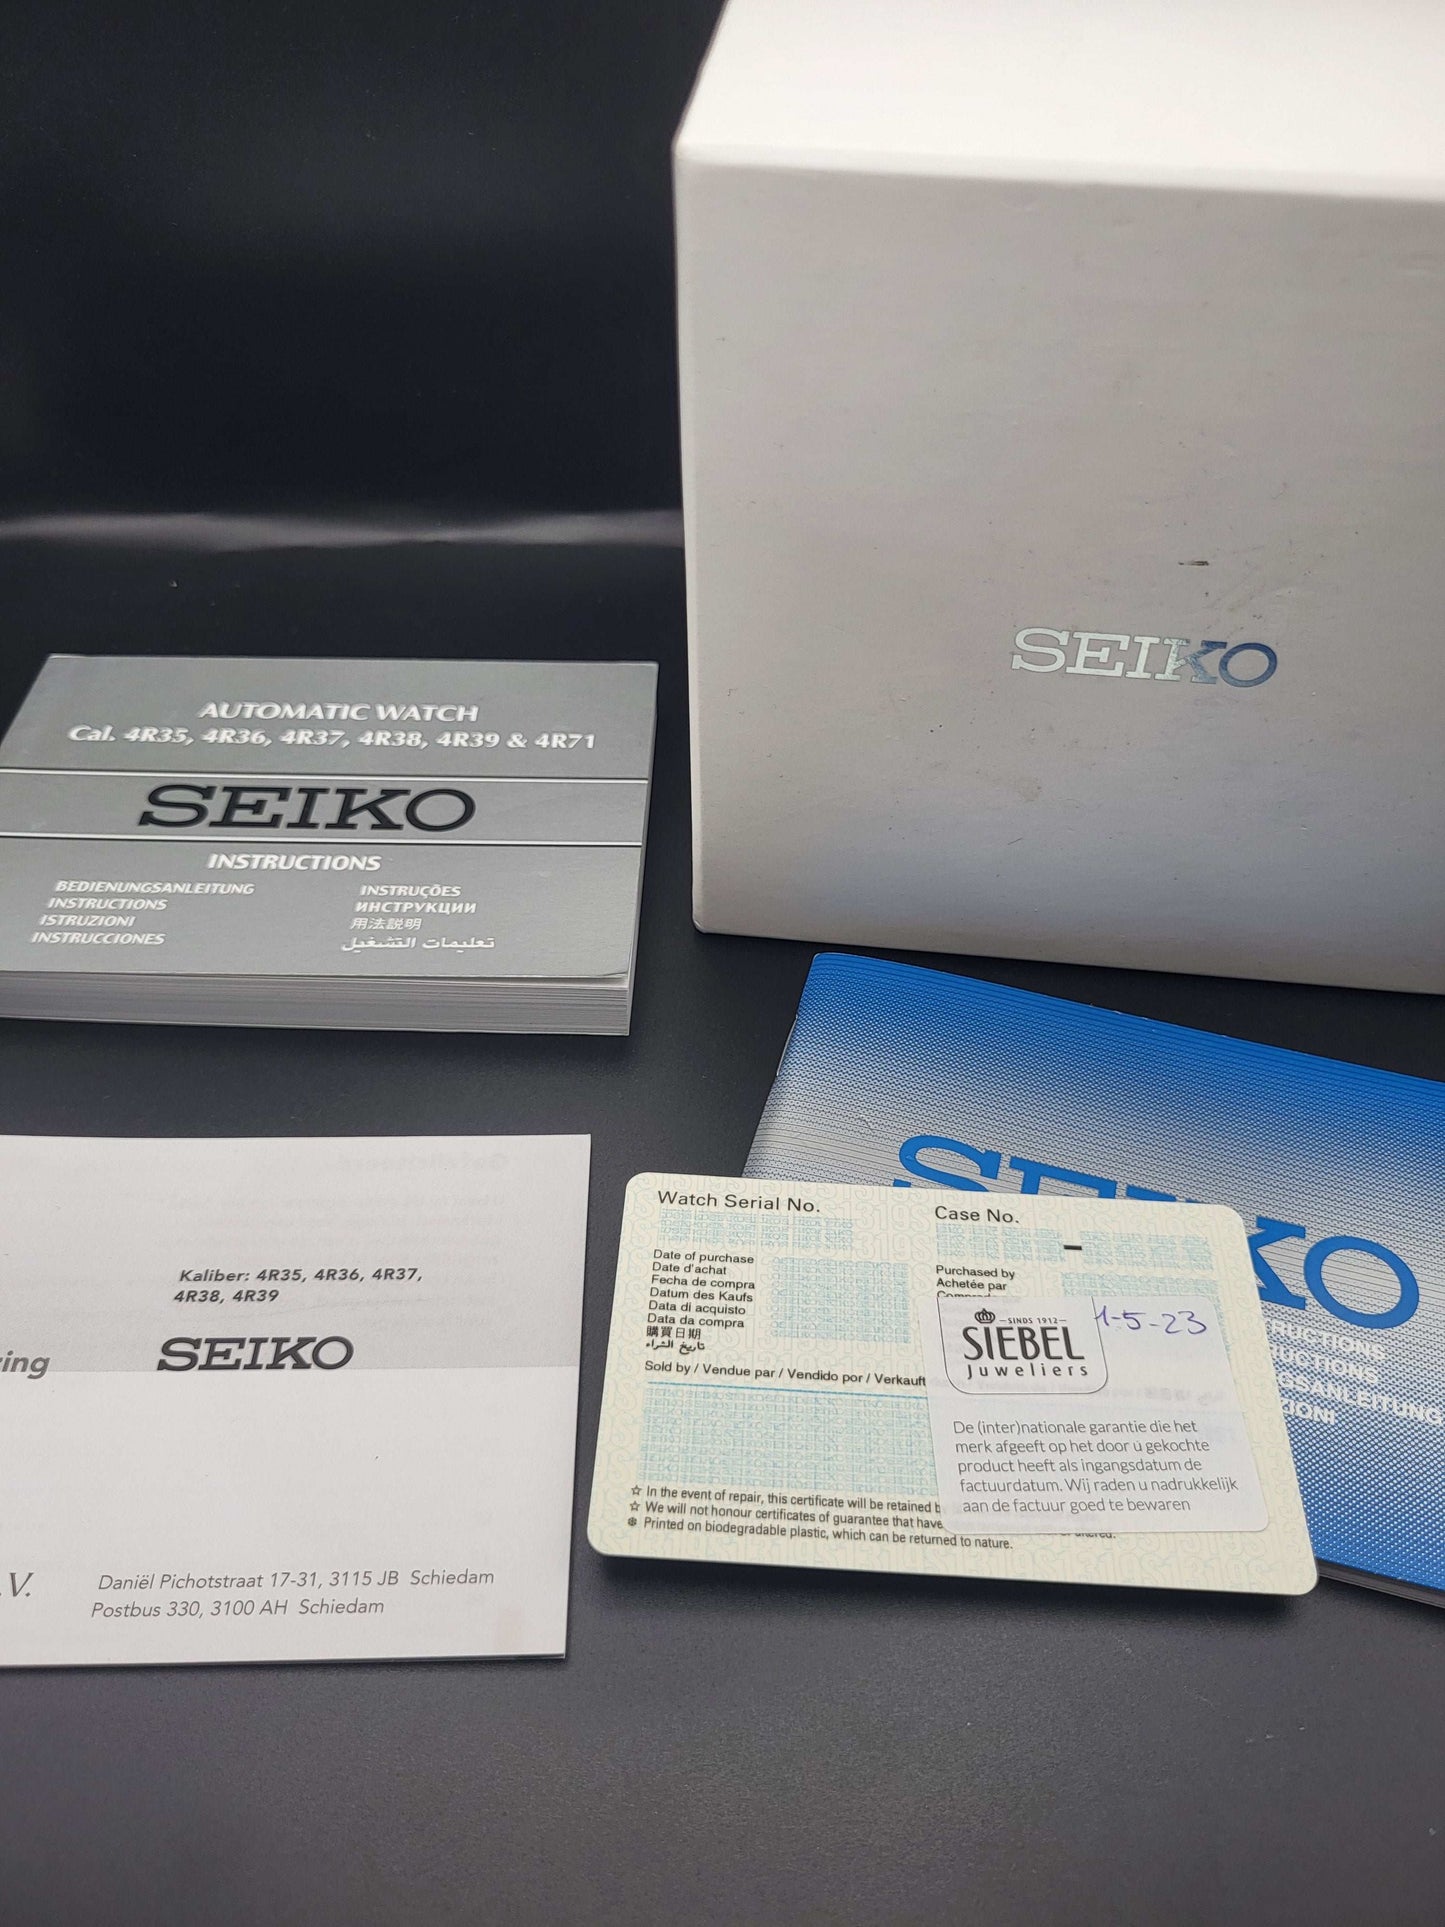 SEIKO
AUTOMATIC WATCH
Cal. 4R35, 4R36, 4R37, 4R38, 4R39 & 4R71
SEIKO
INSTRUCTIONS
BEDIENUNGSANLEITUNG
INSTRUCTIONS
ISTRUZIONI
INSTRUCCIONES
INSTRUÇÕES
ИНСТРУКЦИИ
用法説明
تعليمات التشغيل
Kaliber: 4R35, 4R36, 4R37,
4R38, 4R39
zing
SEIKO
.V.
Daniël Pichotstraat 17-31, 3115 JB Schiedam
Postbus 330, 3100 AH Schiedam
SEIKO
RUCTIONS
RUCTIONS
GSANLEITUNG
ZIONI
Watch Serial No.
Case No.
–
Date of purchase
Date d'achat
Fecha de compra
Datum des Kaufs
Data di acquisto
Data da compra
購買日期
تاريخ الشراء
Purchased by
Achetée par
Sold by / Vendue par / Vendido por / Verkauft
☆ In the event of repair, this certificate will be retained b
☆ We will not honour certificates of guarantee that have
❄ Printed on biodegradable plastic, which can be returned to nature.
SINDS 1912
SIEBEL
Juweliers
1-5-23
De (inter)nationale garantie die het
merk afgeeft op het door u gekochte
product heeft als ingangsdatum de
factuurdatum. Wij raden u nadrukkelijk
aan de factuur goed te bewaren